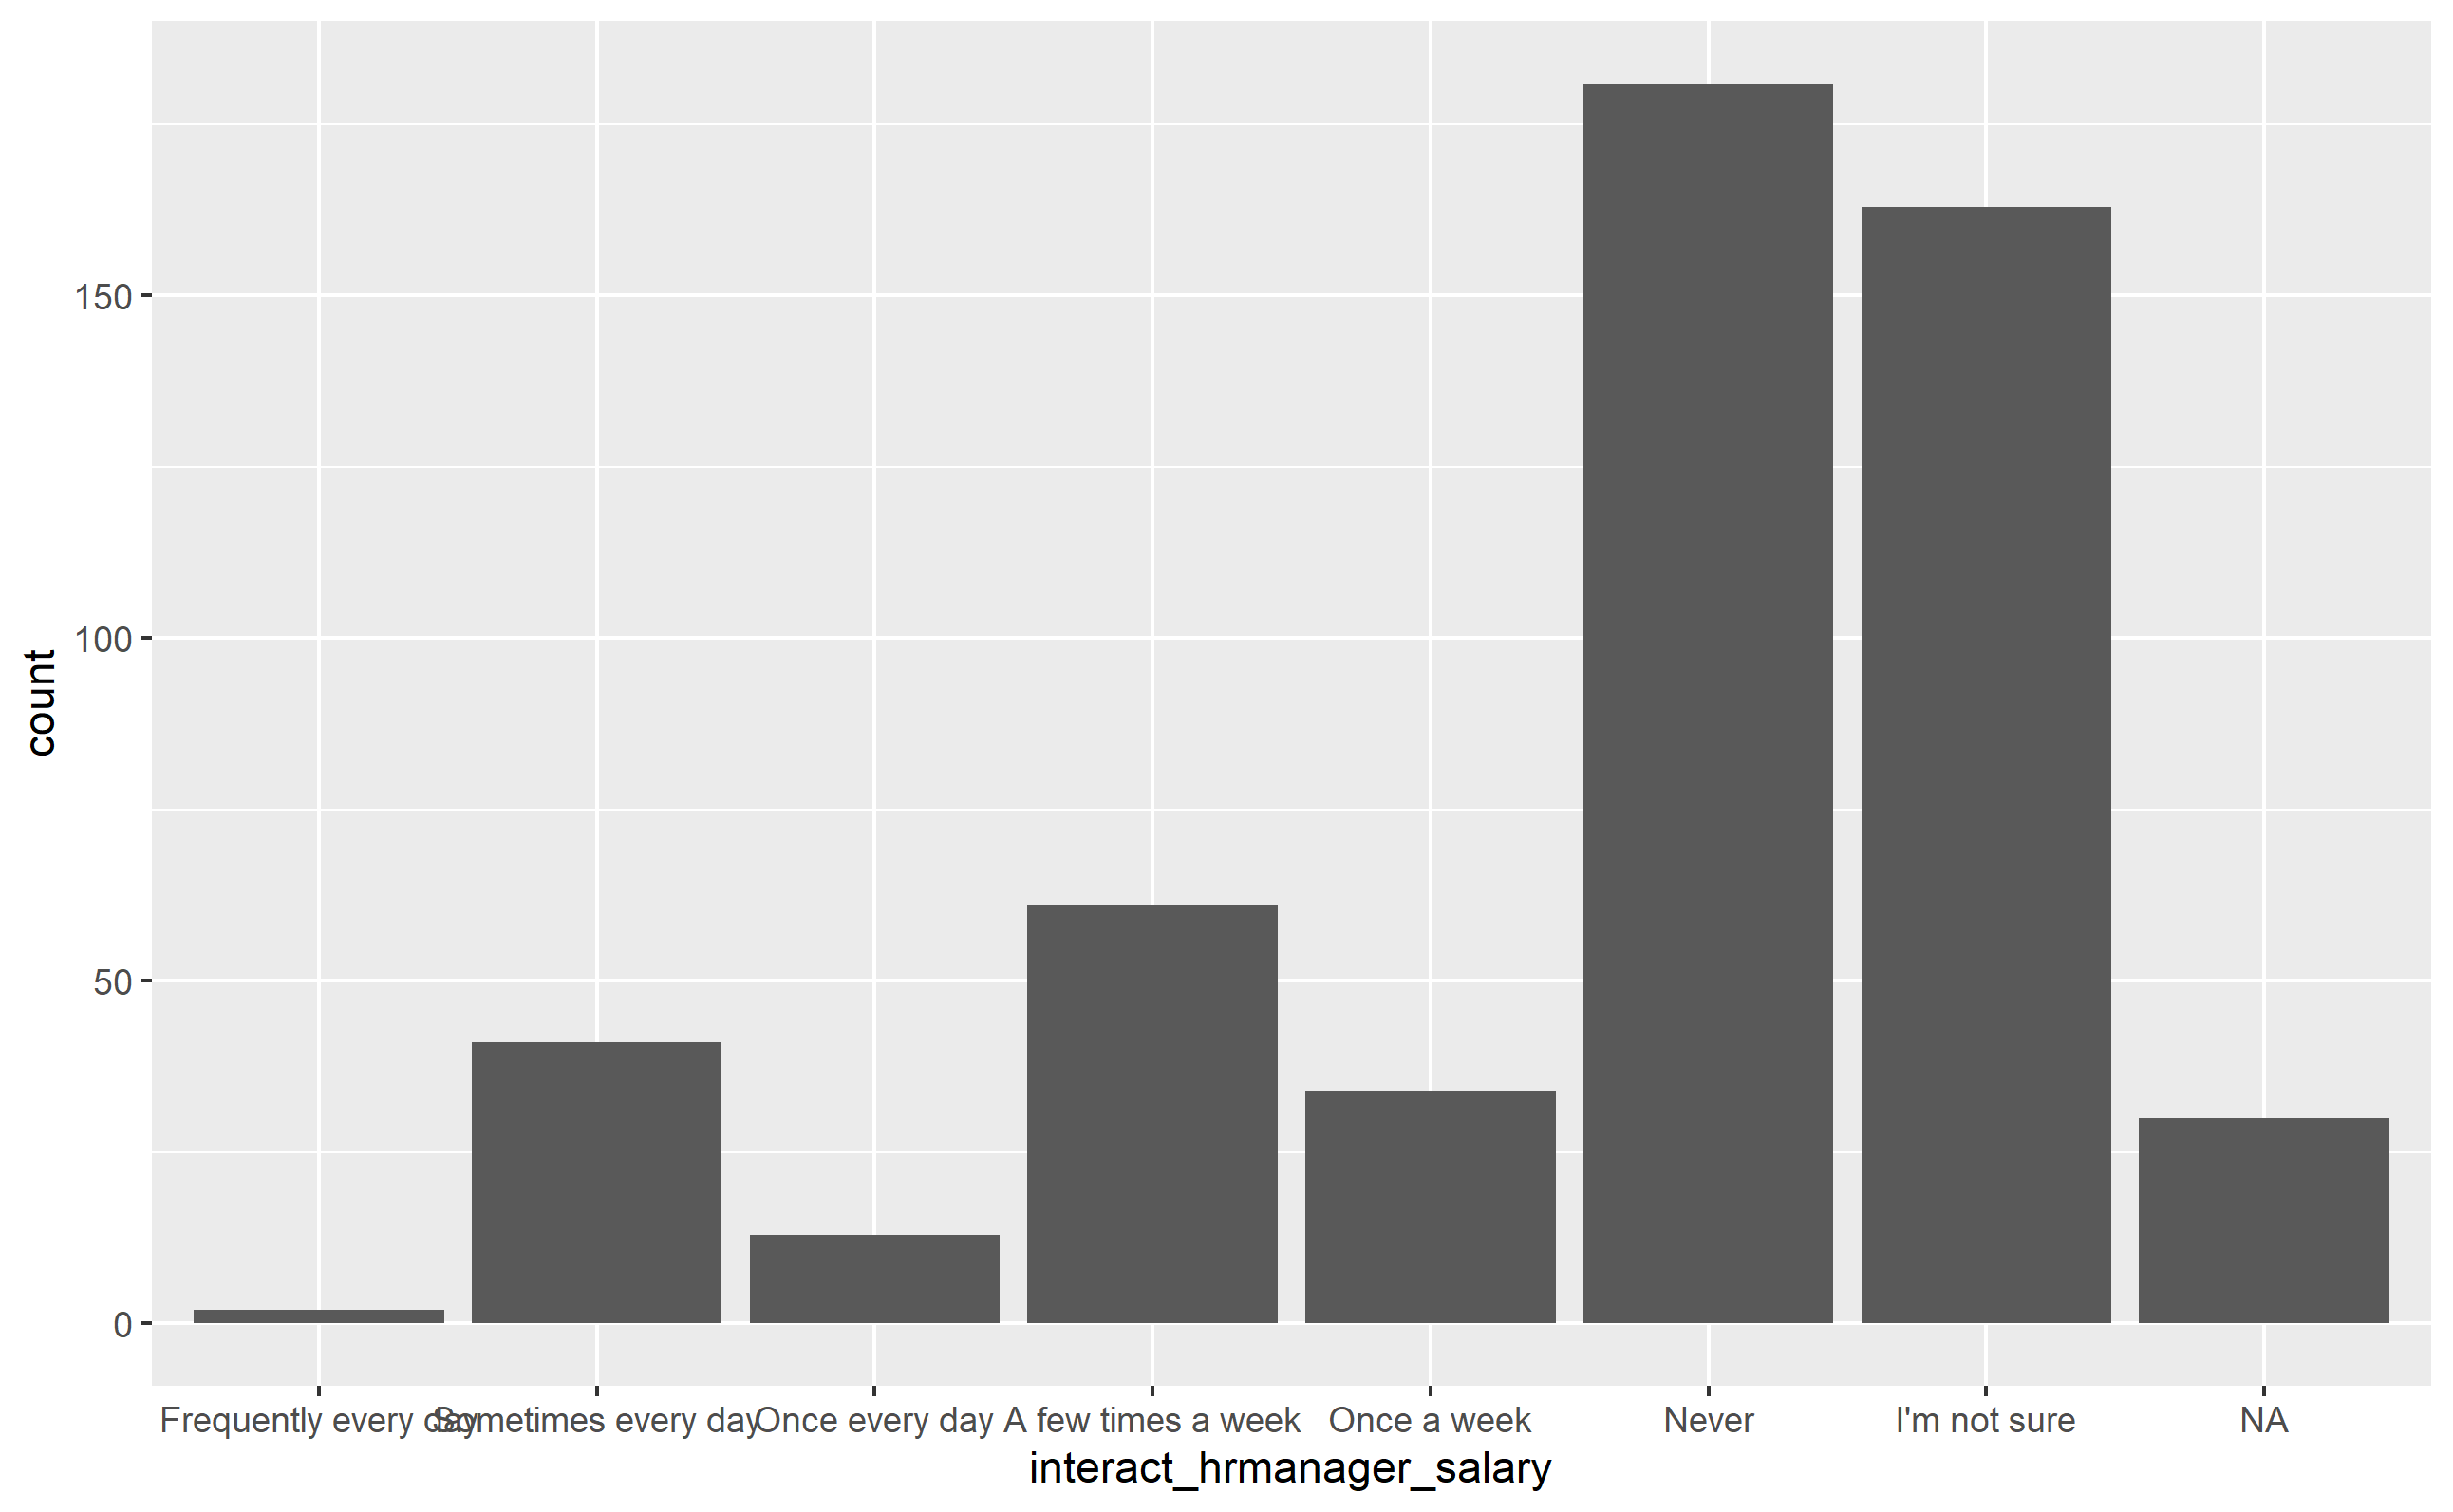 150
100
50
0
count
Frequently every day
Sometimes every day
Once every day
A few times a week
Once a week
Never
I'm not sure
NA
interact_hrmanager_salary